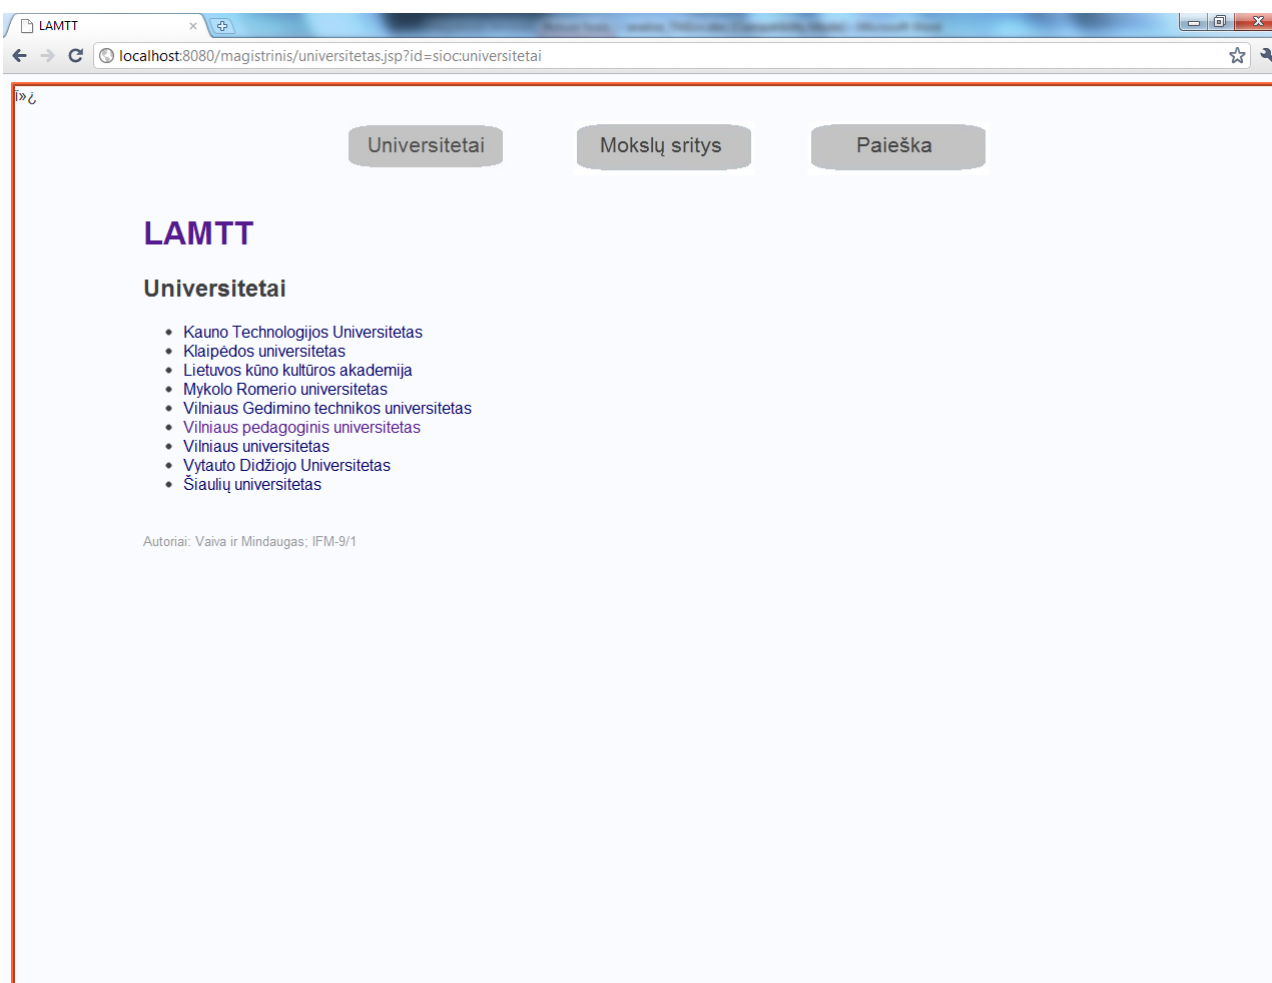 LAMTT
localhost:8080/magistrinis/universitetas.jsp?id=sioc:universitetai
ï»¿
Universitetai Mokslų sritys Paieška
LAMTT
Universitetai
Kauno Technologijos Universitetas
Klaipėdos universitetas
Lietuvos kūno kultūros akademija
Mykolo Romerio universitetas
Vilniaus Gedimino technikos universitetas
Vilniaus pedagoginis universitetas
Vilniaus universitetas
Vytauto Didžiojo Universitetas
Šiaulių universitetas
Autoriai: Vaiva ir Mindaugas; IFM-9/1